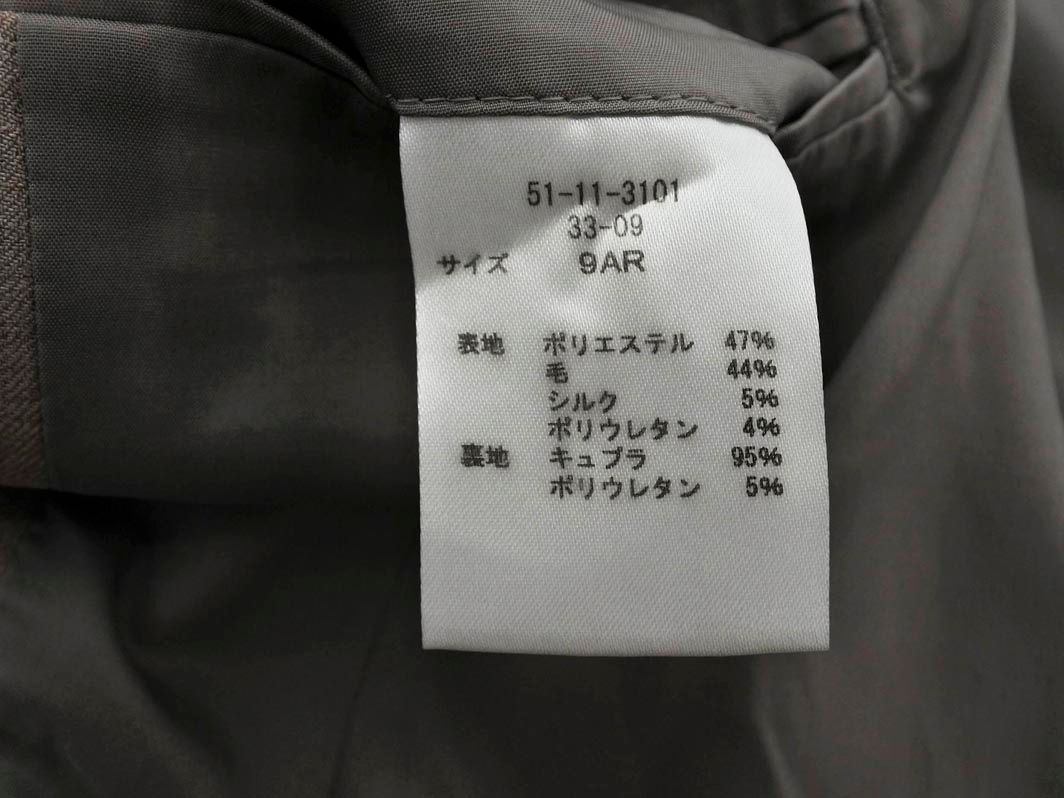 51-11-3101
33-09
サイズ 9AR
表地 ポリエステル 47%
毛 44%
シルク 5%
ポリウレタン 4%
裏地 キュプラ 95%
ポリウレタン 5%